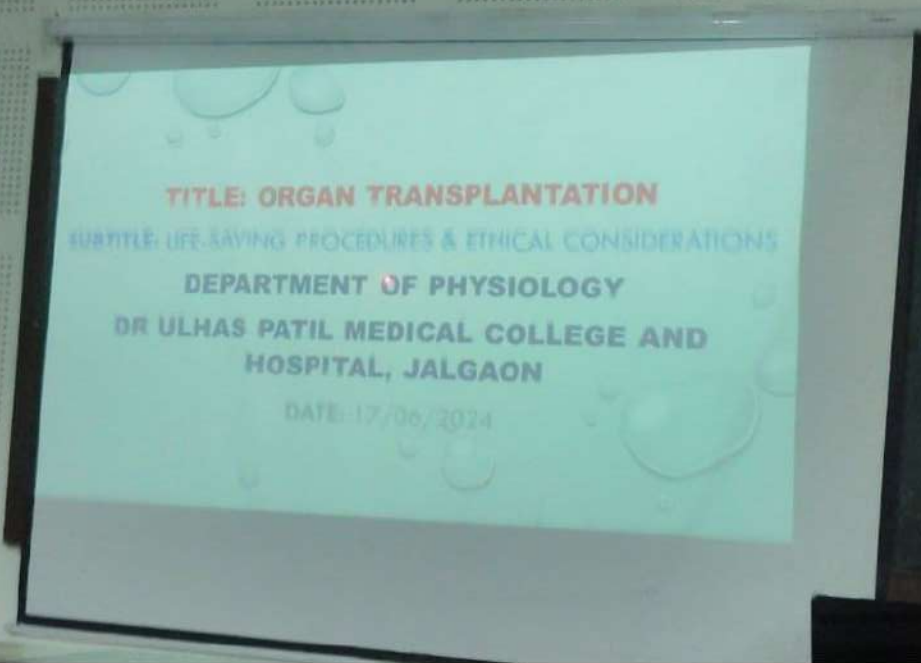 TITLE: ORGAN TRANSPLANTATION
SUBTITLE: LIFE-SAVING PROCEDURES & ETHICAL CONSIDERATIONS
DEPARTMENT OF PHYSIOLOGY
DR ULHAS PATIL MEDICAL COLLEGE AND
HOSPITAL, JALGAON
DATE: 17/06/2024